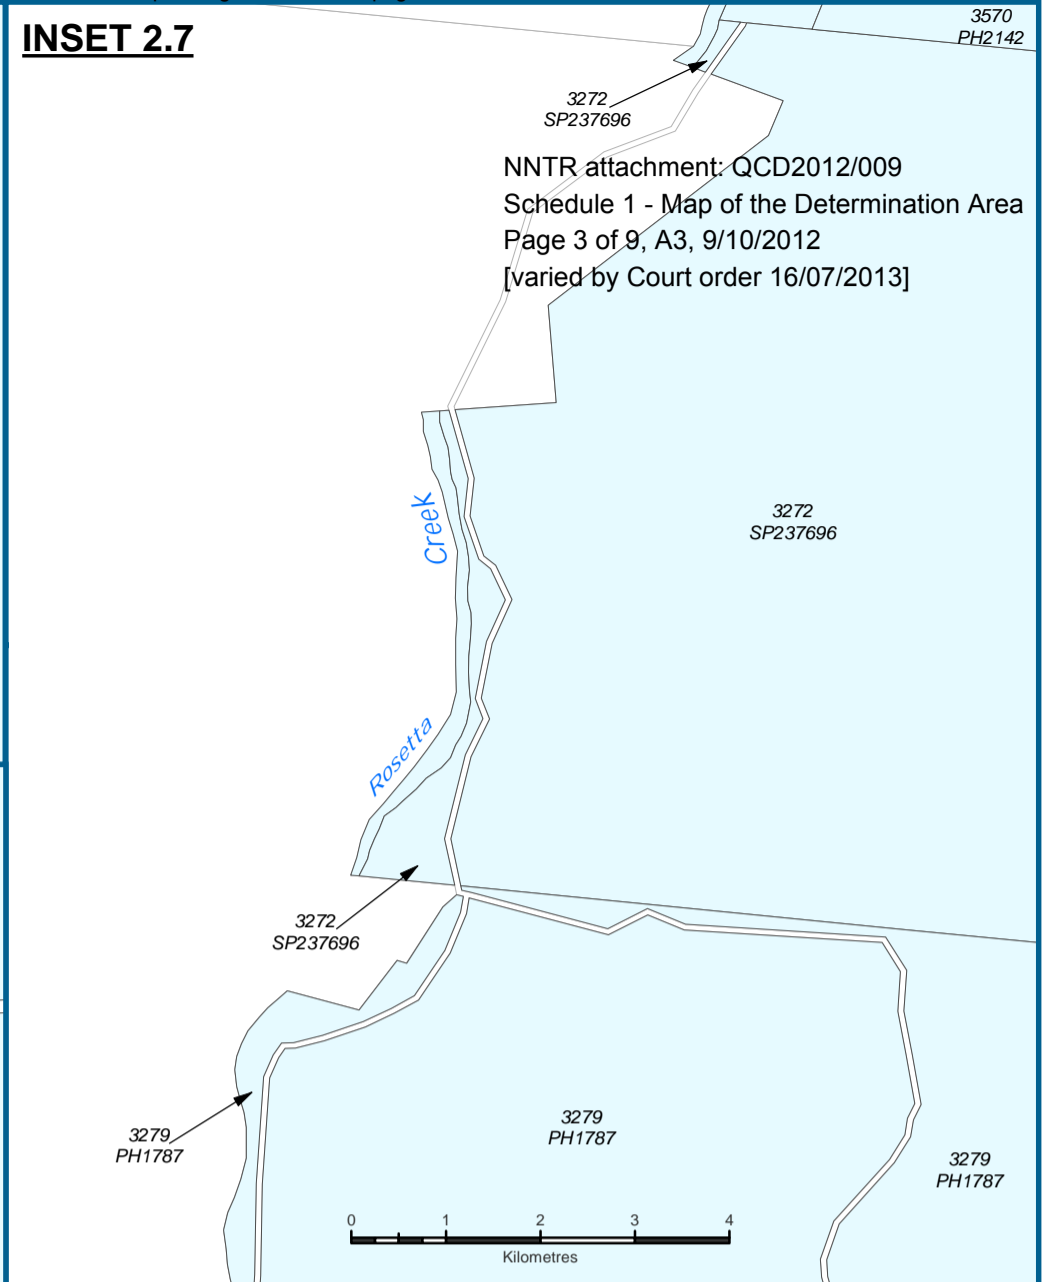 INSET 2.7
3570
PH2142
3272
SP237696
NNTR attachment: QCD2012/009
Schedule 1 - Map of the Determination Area
Page 3 of 9, A3, 9/10/2012
[varied by Court order 16/07/2013]
Creek
3272
SP237696
Rosetta
3272
SP237696
3279
PH1787
3279
PH1787
3279
PH1787
0 1 2 3 4
Kilometres